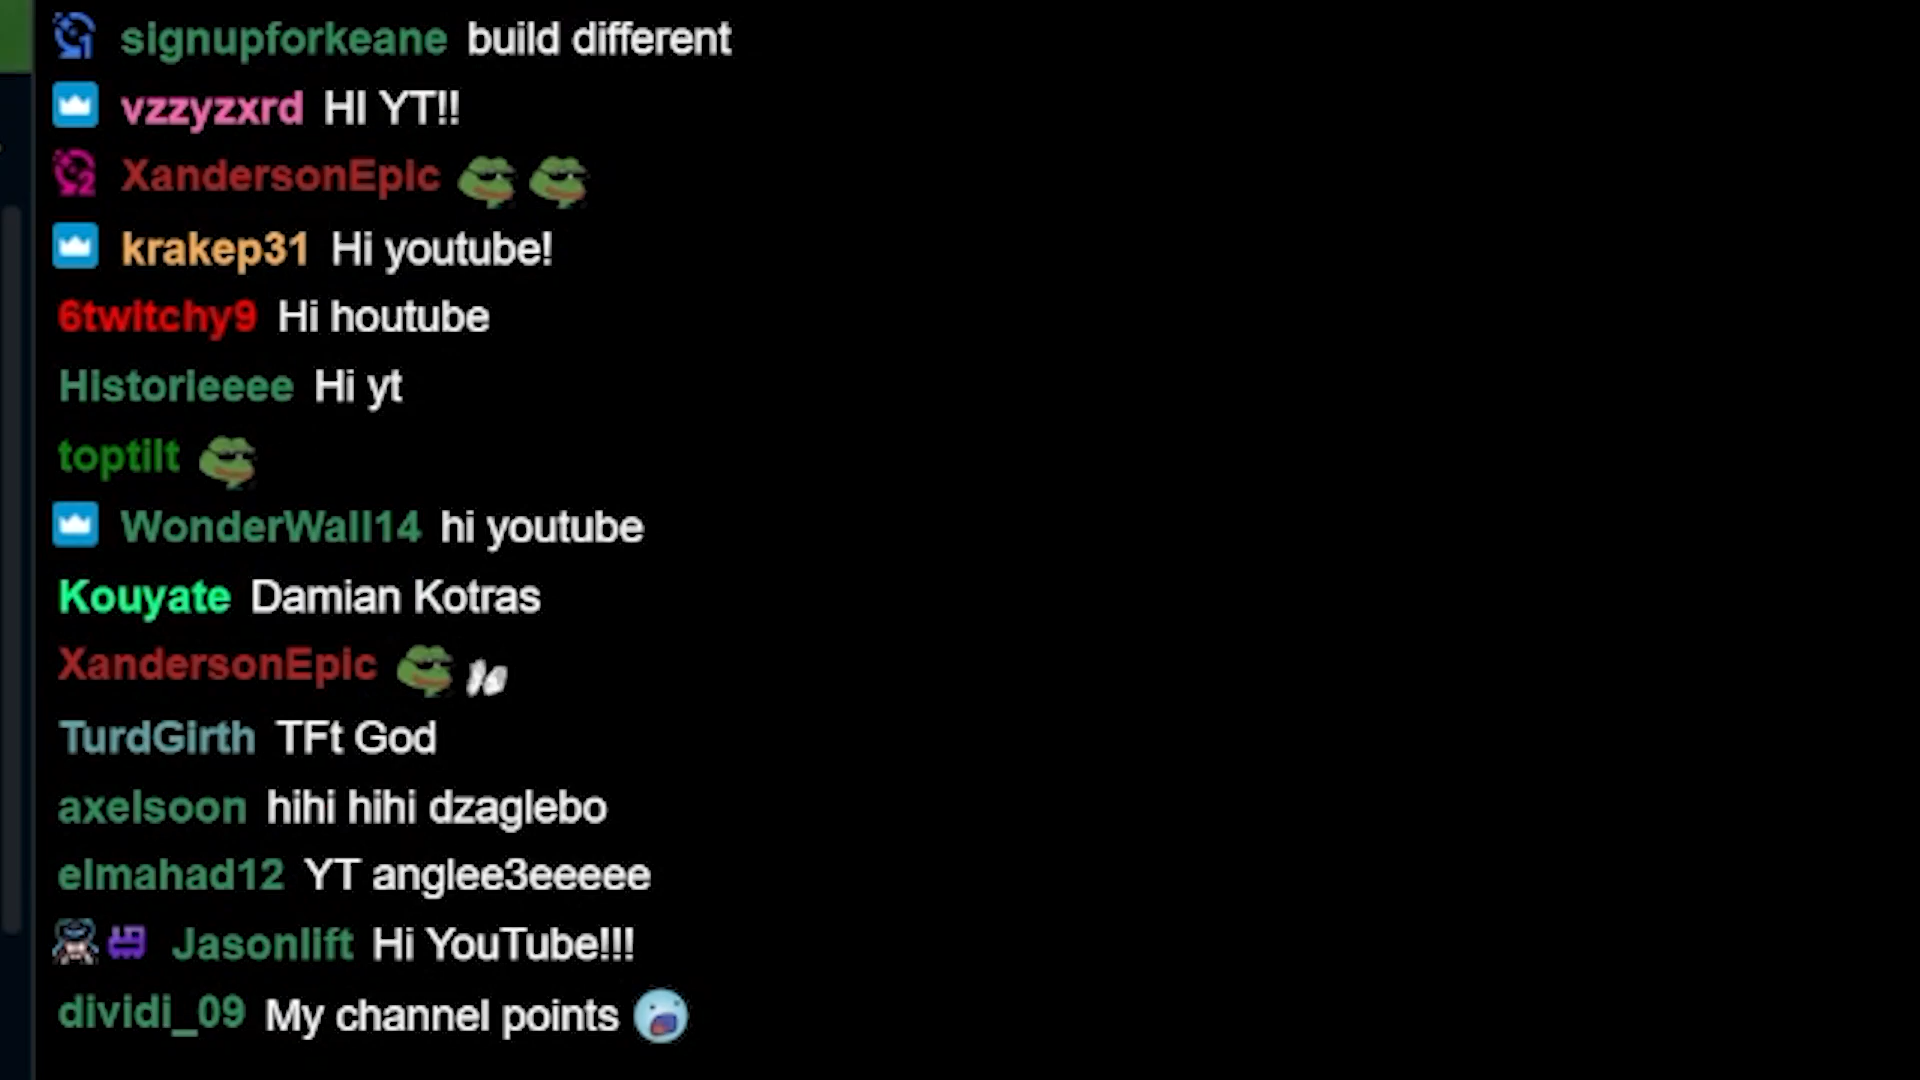 signupforkeane build different
vzzyzxrd HI YT!!
XandersonEpic
krakep31 Hi youtube!
6twitchy9 Hi houtube
Historieeee Hi yt
toptilt
WonderWall14 hi youtube
Kouyate Damian Kotras
XandersonEpic
TurdGirth TFt God
axelsoon hihi hihi dzaglebo
elmahad12 YT anglee3eeeee
Jasonlift Hi YouTube!!!
dividi_09 My channel points